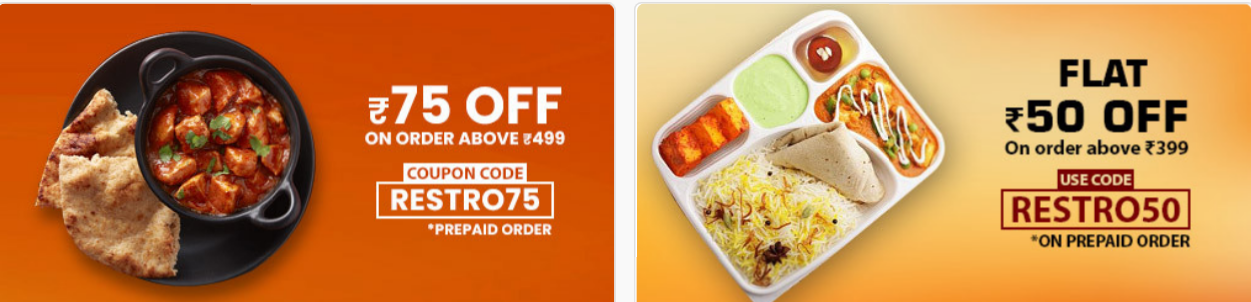 ₹75 OFF
ON ORDER ABOVE ₹499
COUPON CODE
RESTRO75
*PREPAID ORDER
FLAT
₹50 OFF
On order above ₹399
USE CODE
RESTRO50
*ON PREPAID ORDER